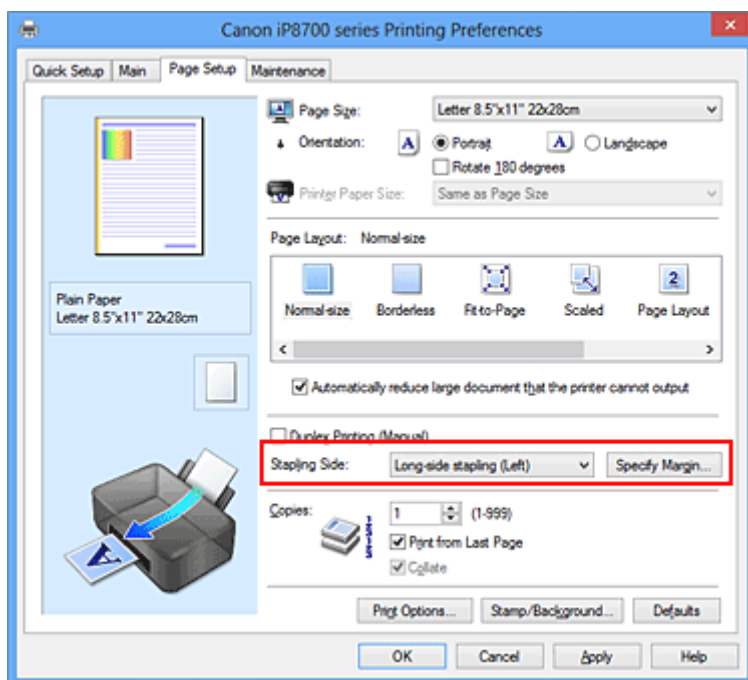 Canon iP8700 series Printing Preferences
Quick Setup Main Page Setup Maintenance
Page Size: Letter 8.5"x11" 22x28cm
Orientation: A Portrait A Landscape
Rotate 180 degrees
Printer Paper Size: Same as Page Size
Page Layout: Normal-size
2
Normal-size Borderless Fit-to-Page Scaled Page Layout
Plain Paper
Letter 8.5"x11" 22x28cm
Automatically reduce large document that the printer cannot output
Duplex Printing (Manual)
Stapling Side: Long-side stapling (Left) Specify Margin...
Copies: 1 (1-999)
Print from Last Page
Collate
A
Print Options... Stamp/Background... Defaults
OK Cancel Apply Help